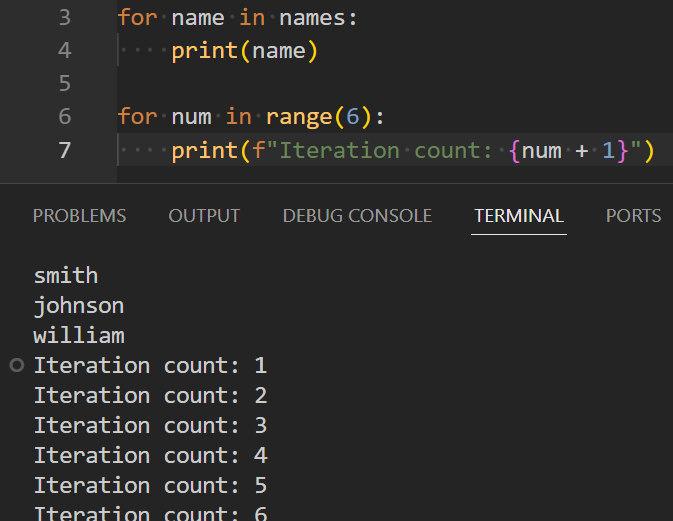 3 for name in names:
4     print(name)
5
6 for num in range(6):
7     print(f"Iteration count: {num + 1}")
PROBLEMS OUTPUT DEBUG CONSOLE TERMINAL PORTS
smith
johnson
william
Iteration count: 1
Iteration count: 2
Iteration count: 3
Iteration count: 4
Iteration count: 5
Iteration count: 6